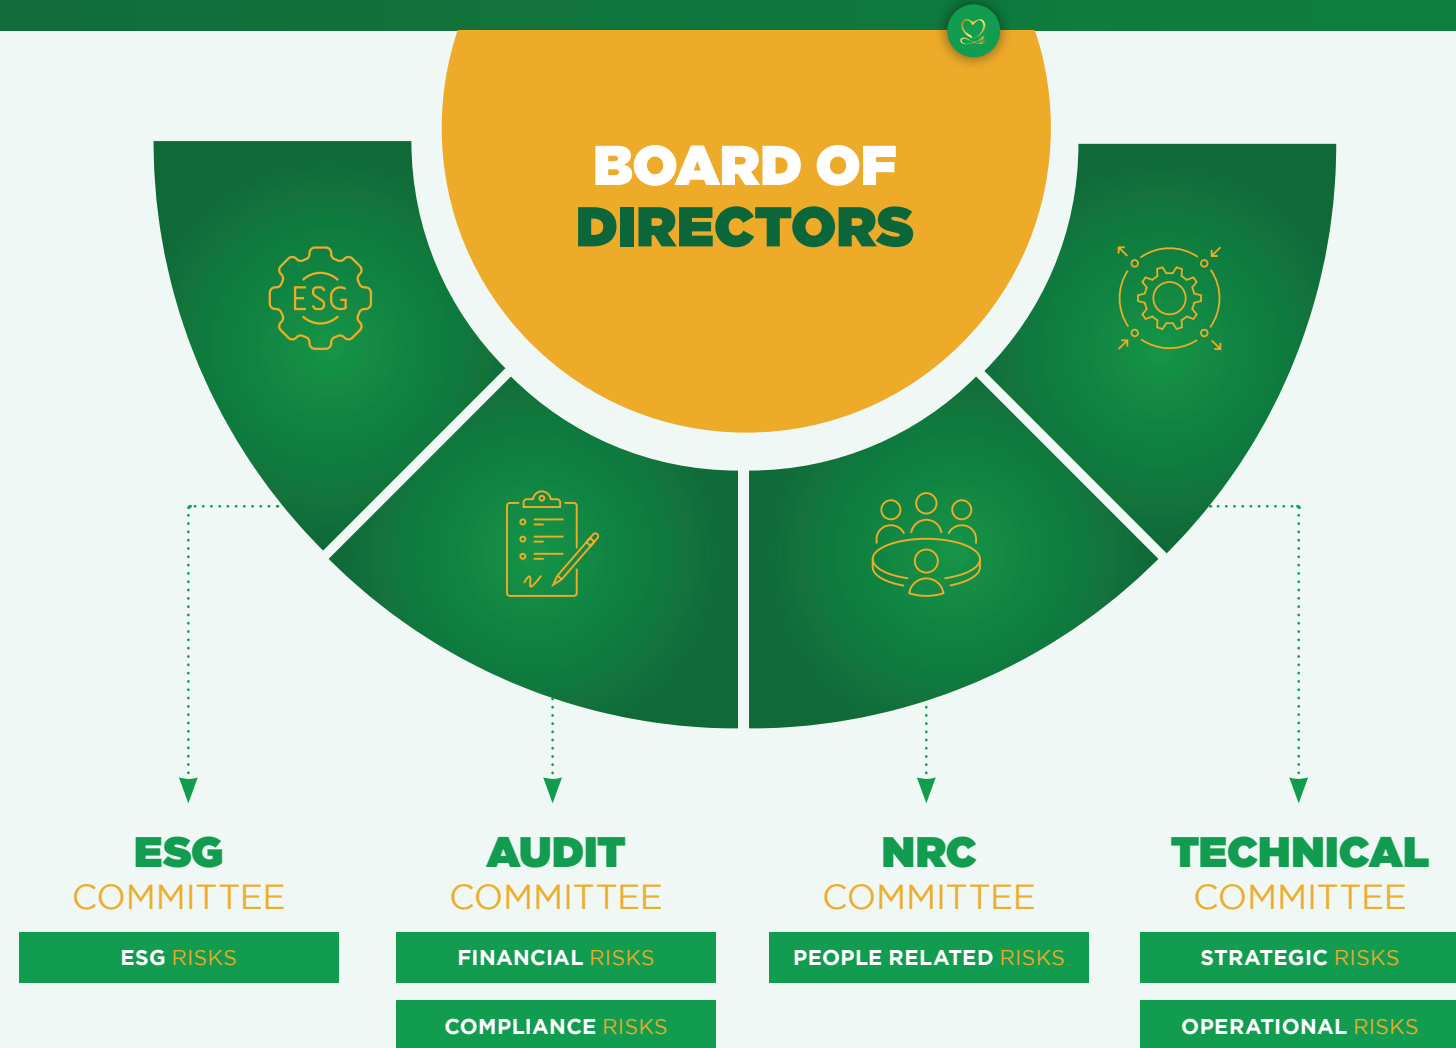 BOARD OF
DIRECTORS
ESG
ESG
COMMITTEE
ESG RISKS
AUDIT
COMMITTEE
FINANCIAL RISKS
COMPLIANCE RISKS
NRC
COMMITTEE
PEOPLE RELATED RISKS
TECHNICAL
COMMITTEE
STRATEGIC RISKS
OPERATIONAL RISKS